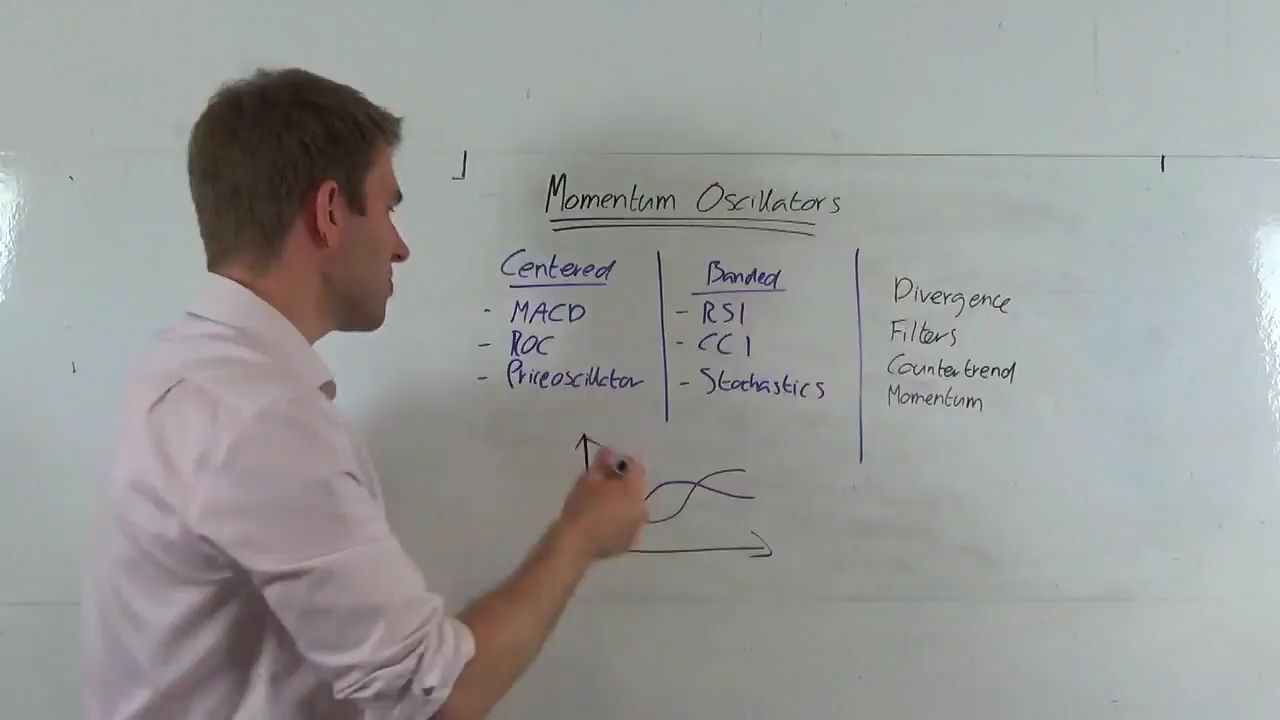 Momentum Oscillators
Centered
- MACD
- ROC
- Priceoscillator
Banded
- RSI
- CCI
- Stochastics
Divergence
Filters
Countertrend
Momentum